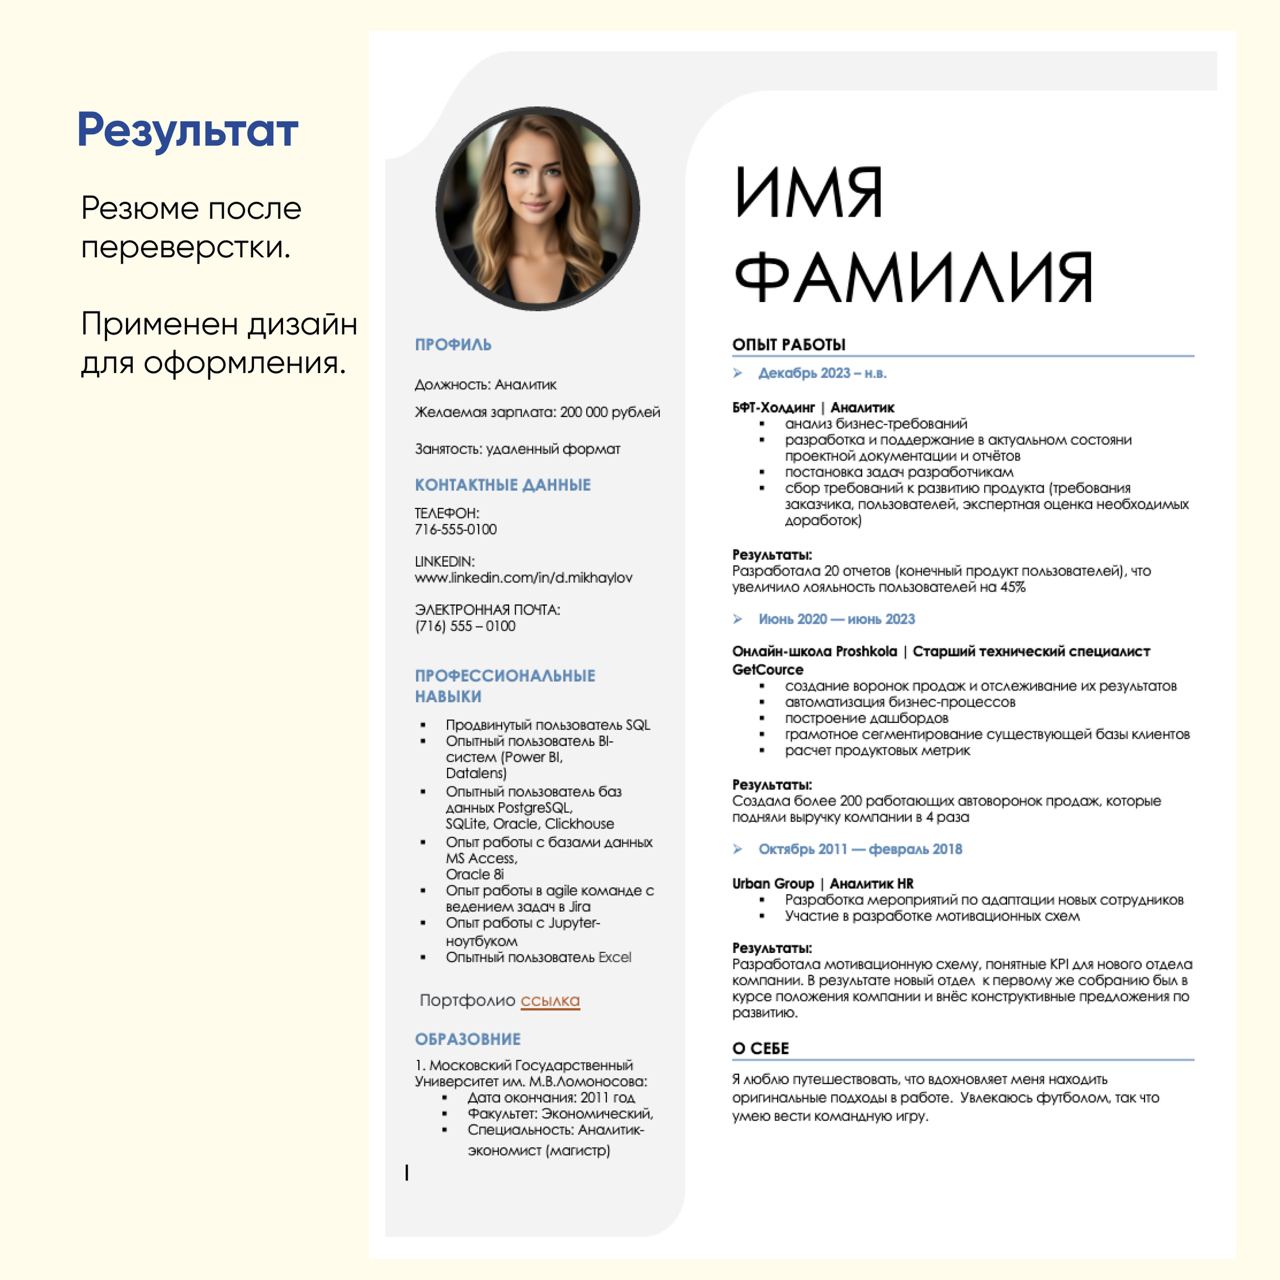 Результат
Резюме после
переверстки.
Применен дизайн
для оформления.
ИМЯ
ФАМИЛИЯ
ПРОФИЛЬ
Должность: Аналитик
Желаемая зарплата: 200 000 рублей
Занятость: удаленный формат
КОНТАКТНЫЕ ДАННЫЕ
ТЕЛЕФОН:
716-555-0100
LINKEDIN:
www.linkedin.com/in/d.mikhaylov
ЭЛЕКТРОННАЯ ПОЧТА:
(716) 555 – 0100
ПРОФЕССИОНАЛЬНЫЕ
НАВЫКИ
▪ Продвинутый пользователь SQL
▪ Опытный пользователь BI-
систем (Power BI,
Datalens)
▪ Опытный пользователь баз
данных PostgreSQL,
SQLite, Oracle, Clickhouse
▪ Опыт работы с базами данных
MS Access,
Oracle 8i
▪ Опыт работы в agile команде с
ведением задач в Jira
▪ Опыт работы с Jupyter-
ноутбуком
▪ Опытный пользователь Excel
Портфолио ссылка
ОБРАЗОВНИЕ
1. Московский Государственный
Университет им. М.В.Ломоносова:
▪ Дата окончания: 2011 год
▪ Факультет: Экономический,
▪ Специальность: Аналитик-
экономист (магистр)
ОПЫТ РАБОТЫ
➢ Декабрь 2023 – н.в.
БФТ-Холдинг | Аналитик
▪ анализ бизнес-требований
▪ разработка и поддержание в актуальном состояни
проектной документации и отчётов
▪ постановка задач разработчикам
▪ сбор требований к развитию продукта (требования
заказчика, пользователей, экспертная оценка необходимых
доработок)
Результаты:
Разработала 20 отчетов (конечный продукт пользователей), что
увеличило лояльность пользователей на 45%
➢ Июнь 2020 — июнь 2023
Онлайн-школа Proshkola | Старший технический специалист
GetCource
▪ создание воронок продаж и отслеживание их результатов
▪ автоматизация бизнес-процессов
▪ построение дашбордов
▪ грамотное сегментирование существующей базы клиентов
▪ расчет продуктовых метрик
Результаты:
Создала более 200 работающих автоворонок продаж, которые
подняли выручку компании в 4 раза
➢ Октябрь 2011 — февраль 2018
Urban Group | Аналитик HR
▪ Разработка мероприятий по адаптации новых сотрудников
▪ Участие в разработке мотивационных схем
Результаты:
Разработала мотивационную схему, понятные KPI для нового отдела
компании. В результате новый отдел к первому же собранию был в
курсе положения компании и внёс конструктивные предложения по
развитию.
О СЕБЕ
Я люблю путешествовать, что вдохновляет меня находить
оригинальные подходы в работе. Увлекаюсь футболом, так что
умею вести командную игру.